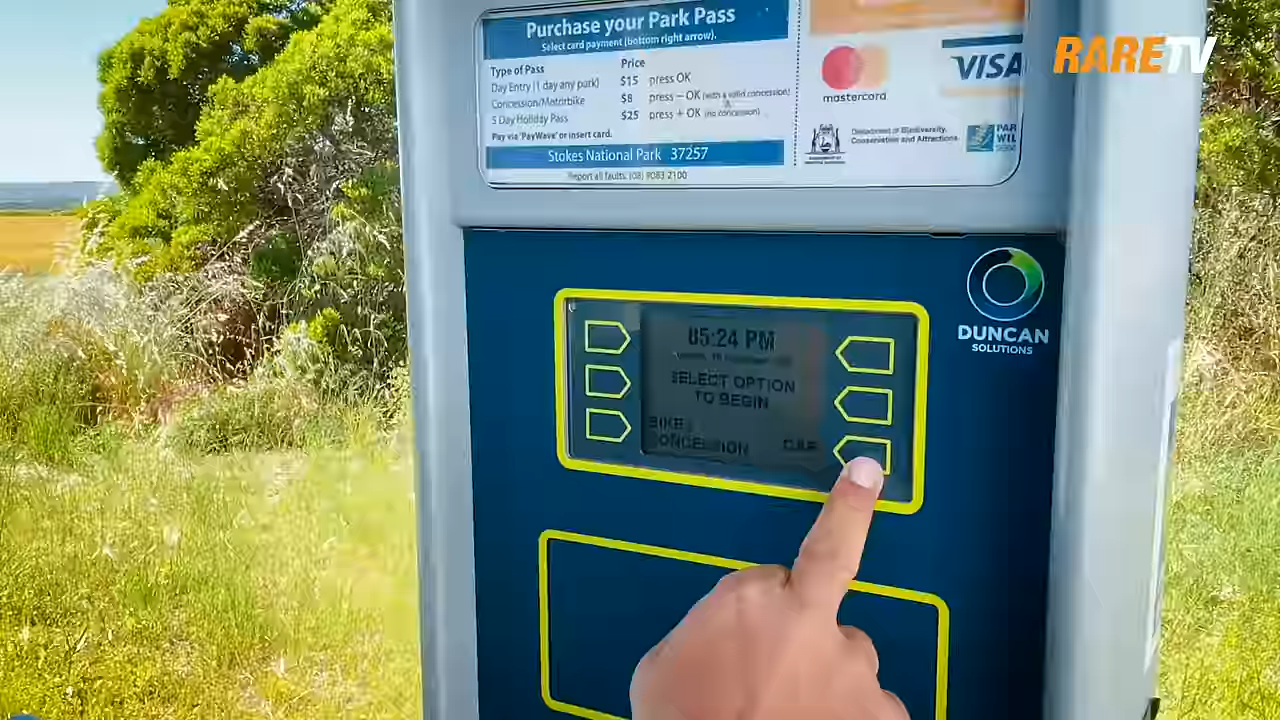 Purchase your Park Pass
Select card payment (bottom right arrow).
Type of Pass Price
Day Entry (1 day any park) $15 press OK
Concession/Motorbike $8 press – OK (with a valid concession)
5 Day Holiday Pass $25 press + OK (no concession)
Pay via 'PayWave' or insert card.
Stokes National Park 37257
Report all faults. (08) 9083 2100
mastercard
VISA
Department of Biodiversity,
Conservation and Attractions
PAR
WIL
RARETV
DUNCAN
SOLUTIONS
05:24 PM
SELECT OPTION
TO BEGIN
BIKE
CONCESSION CAR